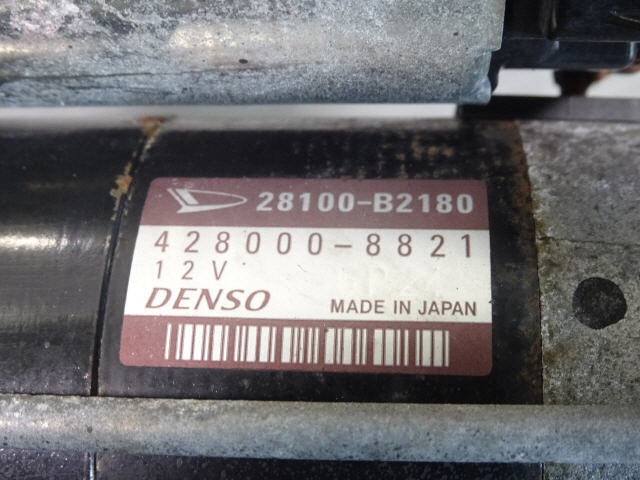 28100-B2180
428000-8821
12V
DENSO
MADE IN JAPAN